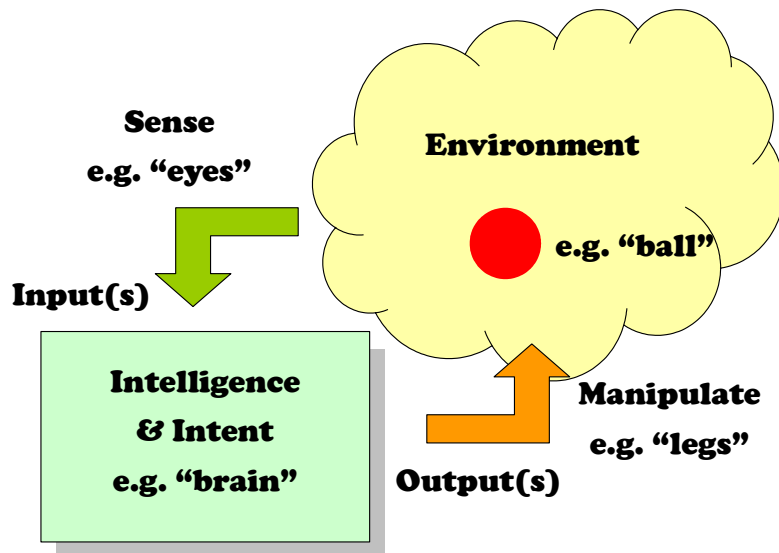 Sense
e.g. “eyes”
Environment
e.g. “ball”
Input(s)
Intelligence
& Intent
e.g. “brain”
Manipulate
e.g. “legs”
Output(s)